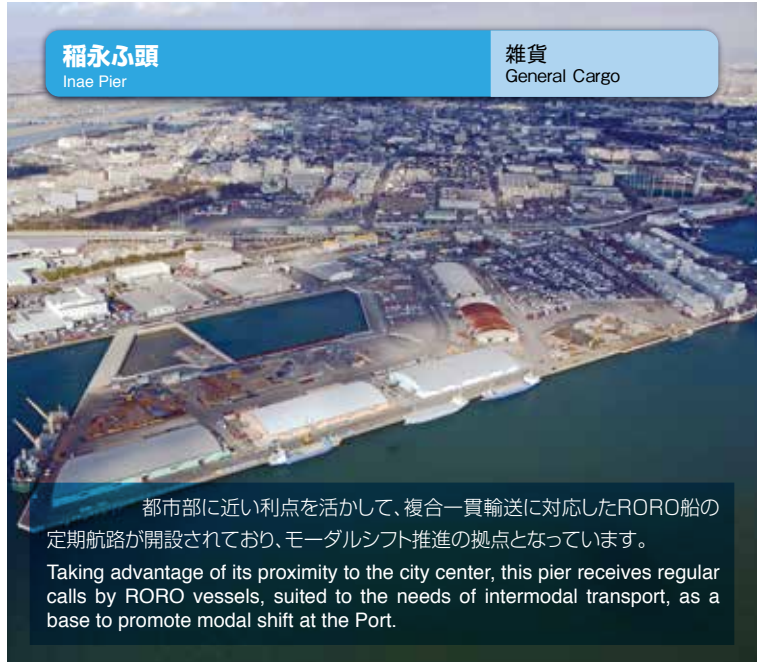 稲永ふ頭
Inae Pier
雑貨
General Cargo
都市部に近い利点を活かして、複合一貫輸送に対応したRORO船の
定期航路が開設されており、モーダルシフト推進の拠点となっています。
Taking advantage of its proximity to the city center, this pier receives regular
calls by RORO vessels, suited to the needs of intermodal transport, as a
base to promote modal shift at the Port.